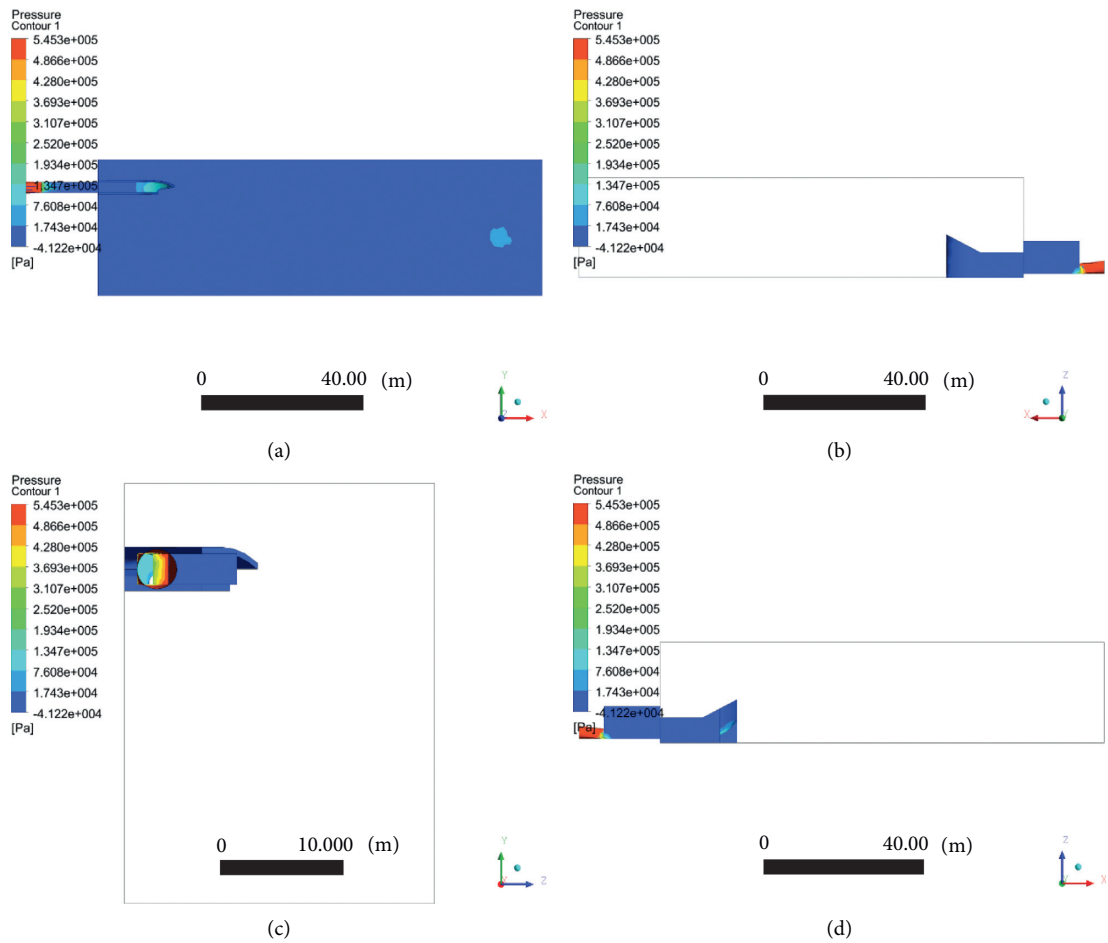 Pressure
Contour 1
5.453e+005
4.866e+005
4.280e+005
3.693e+005
3.107e+005
2.520e+005
1.934e+005
1.347e+005
7.608e+004
1.743e+004
-4.122e+004
[Pa]
0 40.00 (m)
Y
Z
X
(a)
Pressure
Contour 1
5.453e+005
4.866e+005
4.280e+005
3.693e+005
3.107e+005
2.520e+005
1.934e+005
1.347e+005
7.608e+004
1.743e+004
-4.122e+004
[Pa]
0 40.00 (m)
Z
X
Y
(b)
Pressure
Contour 1
5.453e+005
4.866e+005
4.280e+005
3.693e+005
3.107e+005
2.520e+005
1.934e+005
1.347e+005
7.608e+004
1.743e+004
-4.122e+004
[Pa]
0 10.000 (m)
Y
X
Z
(c)
Pressure
Contour 1
5.453e+005
4.866e+005
4.280e+005
3.693e+005
3.107e+005
2.520e+005
1.934e+005
1.347e+005
7.608e+004
1.743e+004
-4.122e+004
[Pa]
0 40.00 (m)
Z
Y
X
(d)